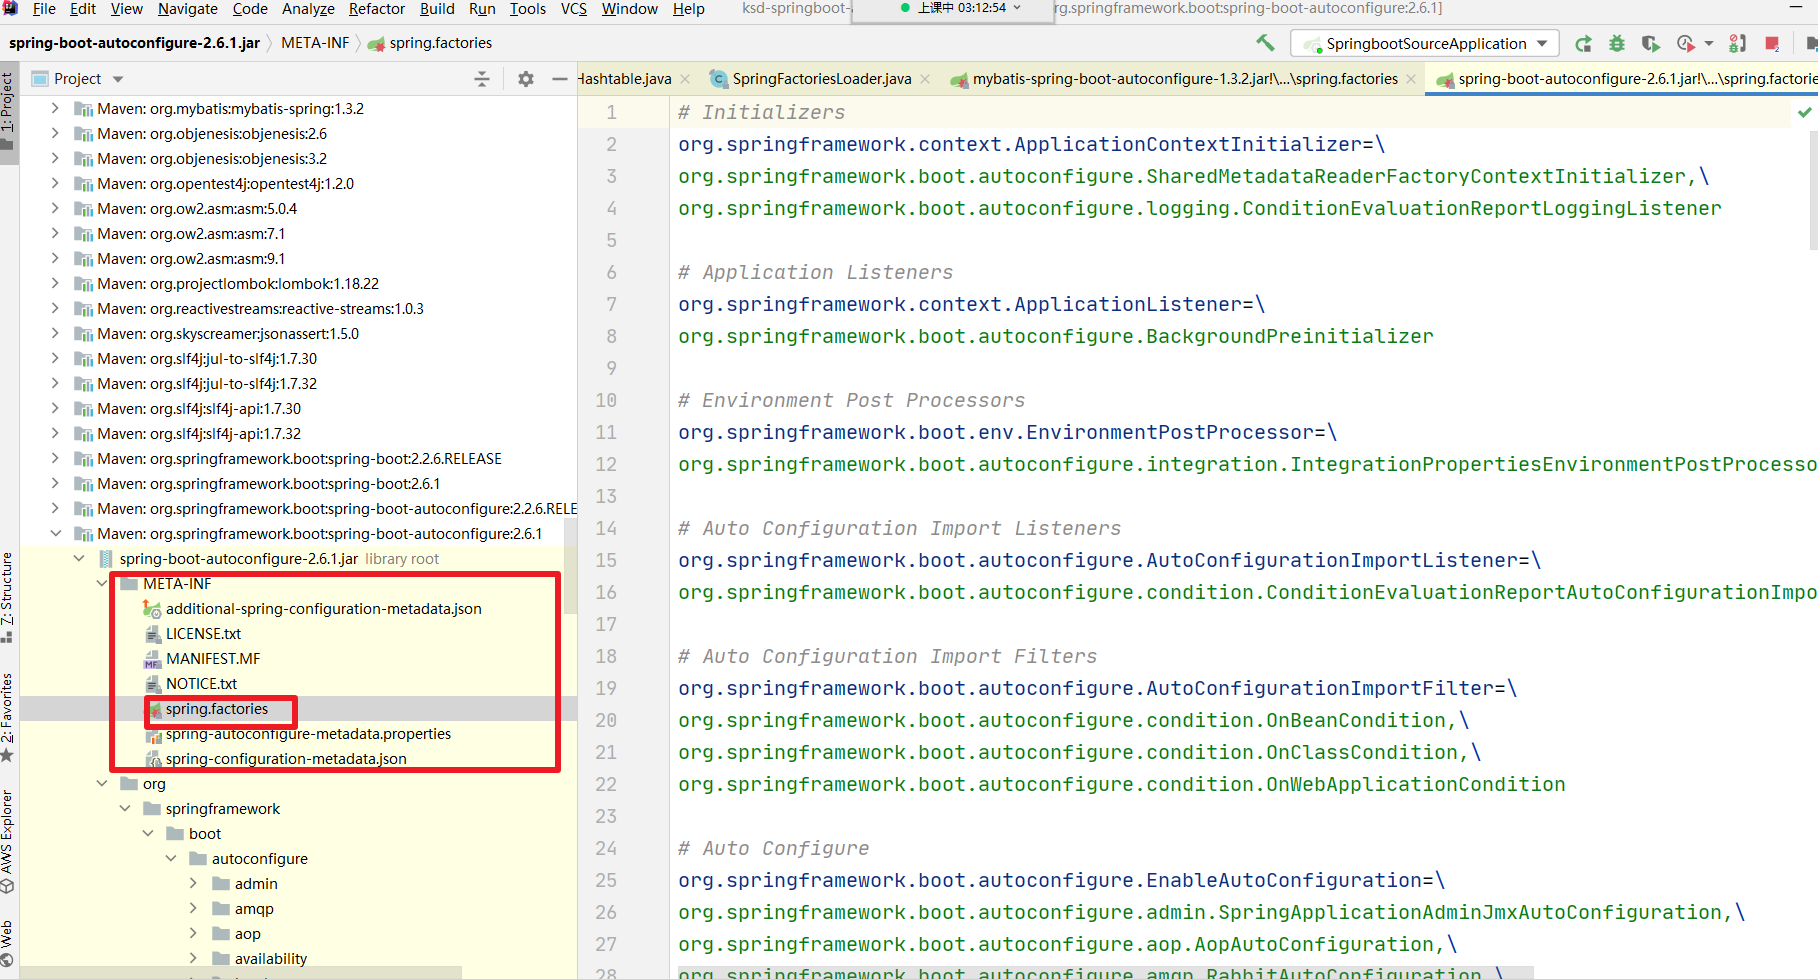 File Edit View Navigate Code Analyze Refactor Build Run Tools VCS Window Help ksd-springboot- 上课中 03:12:54 rg.springframework.boot:spring-boot-autoconfigure:2.6.1]
spring-boot-autoconfigure-2.6.1.jar META-INF spring.factories SpringbootSourceApplication
Project
Hashtable.java SpringFactoriesLoader.java mybatis-spring-boot-autoconfigure-1.3.2.jar!\...\spring.factories spring-boot-autoconfigure-2.6.1.jar!\...\spring.factorie
1: Project
Z: Structure
2: Favorites
AWS Explorer
Web
Maven: org.mybatis:mybatis-spring:1.3.2
Maven: org.objenesis:objenesis:2.6
Maven: org.objenesis:objenesis:3.2
Maven: org.opentest4j:opentest4j:1.2.0
Maven: org.ow2.asm:asm:5.0.4
Maven: org.ow2.asm:asm:7.1
Maven: org.ow2.asm:asm:9.1
Maven: org.projectlombok:lombok:1.18.22
Maven: org.reactivestreams:reactive-streams:1.0.3
Maven: org.skyscreamer:jsonassert:1.5.0
Maven: org.slf4j:jul-to-slf4j:1.7.30
Maven: org.slf4j:jul-to-slf4j:1.7.32
Maven: org.slf4j:slf4j-api:1.7.30
Maven: org.slf4j:slf4j-api:1.7.32
Maven: org.springframework.boot:spring-boot:2.2.6.RELEASE
Maven: org.springframework.boot:spring-boot:2.6.1
Maven: org.springframework.boot:spring-boot-autoconfigure:2.2.6.RELE
Maven: org.springframework.boot:spring-boot-autoconfigure:2.6.1
spring-boot-autoconfigure-2.6.1.jar library root
META-INF
additional-spring-configuration-metadata.json
LICENSE.txt
MANIFEST.MF
NOTICE.txt
spring.factories
spring-autoconfigure-metadata.properties
spring-configuration-metadata.json
org
springframework
boot
autoconfigure
admin
amqp
aop
availability
1 # Initializers
2 org.springframework.context.ApplicationContextInitializer=\
3 org.springframework.boot.autoconfigure.SharedMetadataReaderFactoryContextInitializer,\
4 org.springframework.boot.autoconfigure.logging.ConditionEvaluationReportLoggingListener
5
6 # Application Listeners
7 org.springframework.context.ApplicationListener=\
8 org.springframework.boot.autoconfigure.BackgroundPreinitializer
9
10 # Environment Post Processors
11 org.springframework.boot.env.EnvironmentPostProcessor=\
12 org.springframework.boot.autoconfigure.integration.IntegrationPropertiesEnvironmentPostProcesso
13
14 # Auto Configuration Import Listeners
15 org.springframework.boot.autoconfigure.AutoConfigurationImportListener=\
16 org.springframework.boot.autoconfigure.condition.ConditionEvaluationReportAutoConfigurationImpo
17
18 # Auto Configuration Import Filters
19 org.springframework.boot.autoconfigure.AutoConfigurationImportFilter=\
20 org.springframework.boot.autoconfigure.condition.OnBeanCondition,\
21 org.springframework.boot.autoconfigure.condition.OnClassCondition,\
22 org.springframework.boot.autoconfigure.condition.OnWebApplicationCondition
23
24 # Auto Configure
25 org.springframework.boot.autoconfigure.EnableAutoConfiguration=\
26 org.springframework.boot.autoconfigure.admin.SpringApplicationAdminJmxAutoConfiguration,\
27 org.springframework.boot.autoconfigure.aop.AopAutoConfiguration,\
28 org.springframework.boot.autoconfigure.amqp.RabbitAutoConfiguration,\